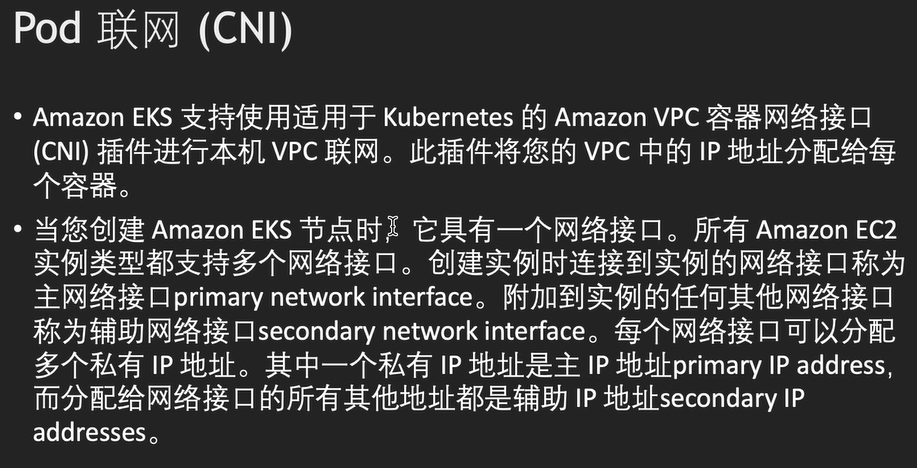 Pod 联网 (CNI)
• Amazon EKS 支持使用适用于 Kubernetes 的 Amazon VPC 容器网络接口
(CNI) 插件进行本机 VPC 联网。此插件将您的 VPC 中的 IP 地址分配给每
个容器。
• 当您创建 Amazon EKS 节点时，它具有一个网络接口。所有 Amazon EC2
实例类型都支持多个网络接口。创建实例时连接到实例的网络接口称为
主网络接口primary network interface。附加到实例的任何其他网络接口
称为辅助网络接口secondary network interface。每个网络接口可以分配
多个私有 IP 地址。其中一个私有 IP 地址是主 IP 地址primary IP address,
而分配给网络接口的所有其他地址都是辅助 IP 地址secondary IP
addresses。